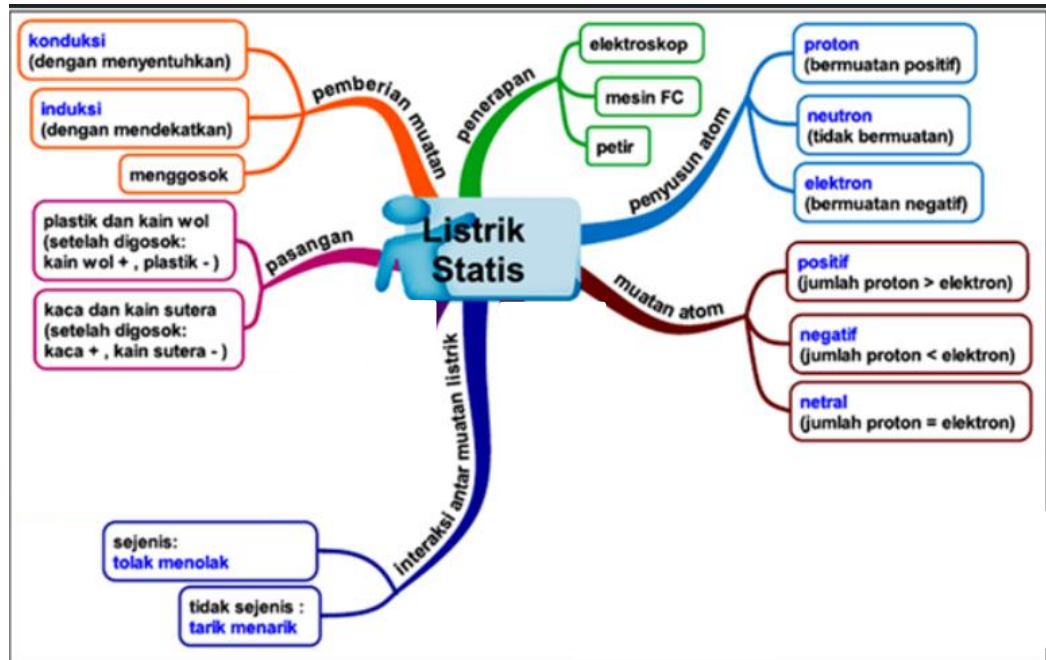 konduksi
(dengan menyentuhkan)
induksi
(dengan mendekatkan)
menggosok
pemberian muatan
penerapan
elektroskop
mesin FC
petir
penyusun atom
proton
(bermuatan positif)
neutron
(tidak bermuatan)
elektron
(bermuatan negatif)
Listrik
Statis
pasangan
plastik dan kain wol
(setelah digosok:
kain wol + , plastik - )
kaca dan kain sutera
(setelah digosok:
kaca + , kain sutera - )
muatan atom
positif
(jumlah proton > elektron)
negatif
(jumlah proton < elektron)
netral
(jumlah proton = elektron)
interaksi antar muatan listrik
sejenis:
tolak menolak
tidak sejenis :
tarik menarik